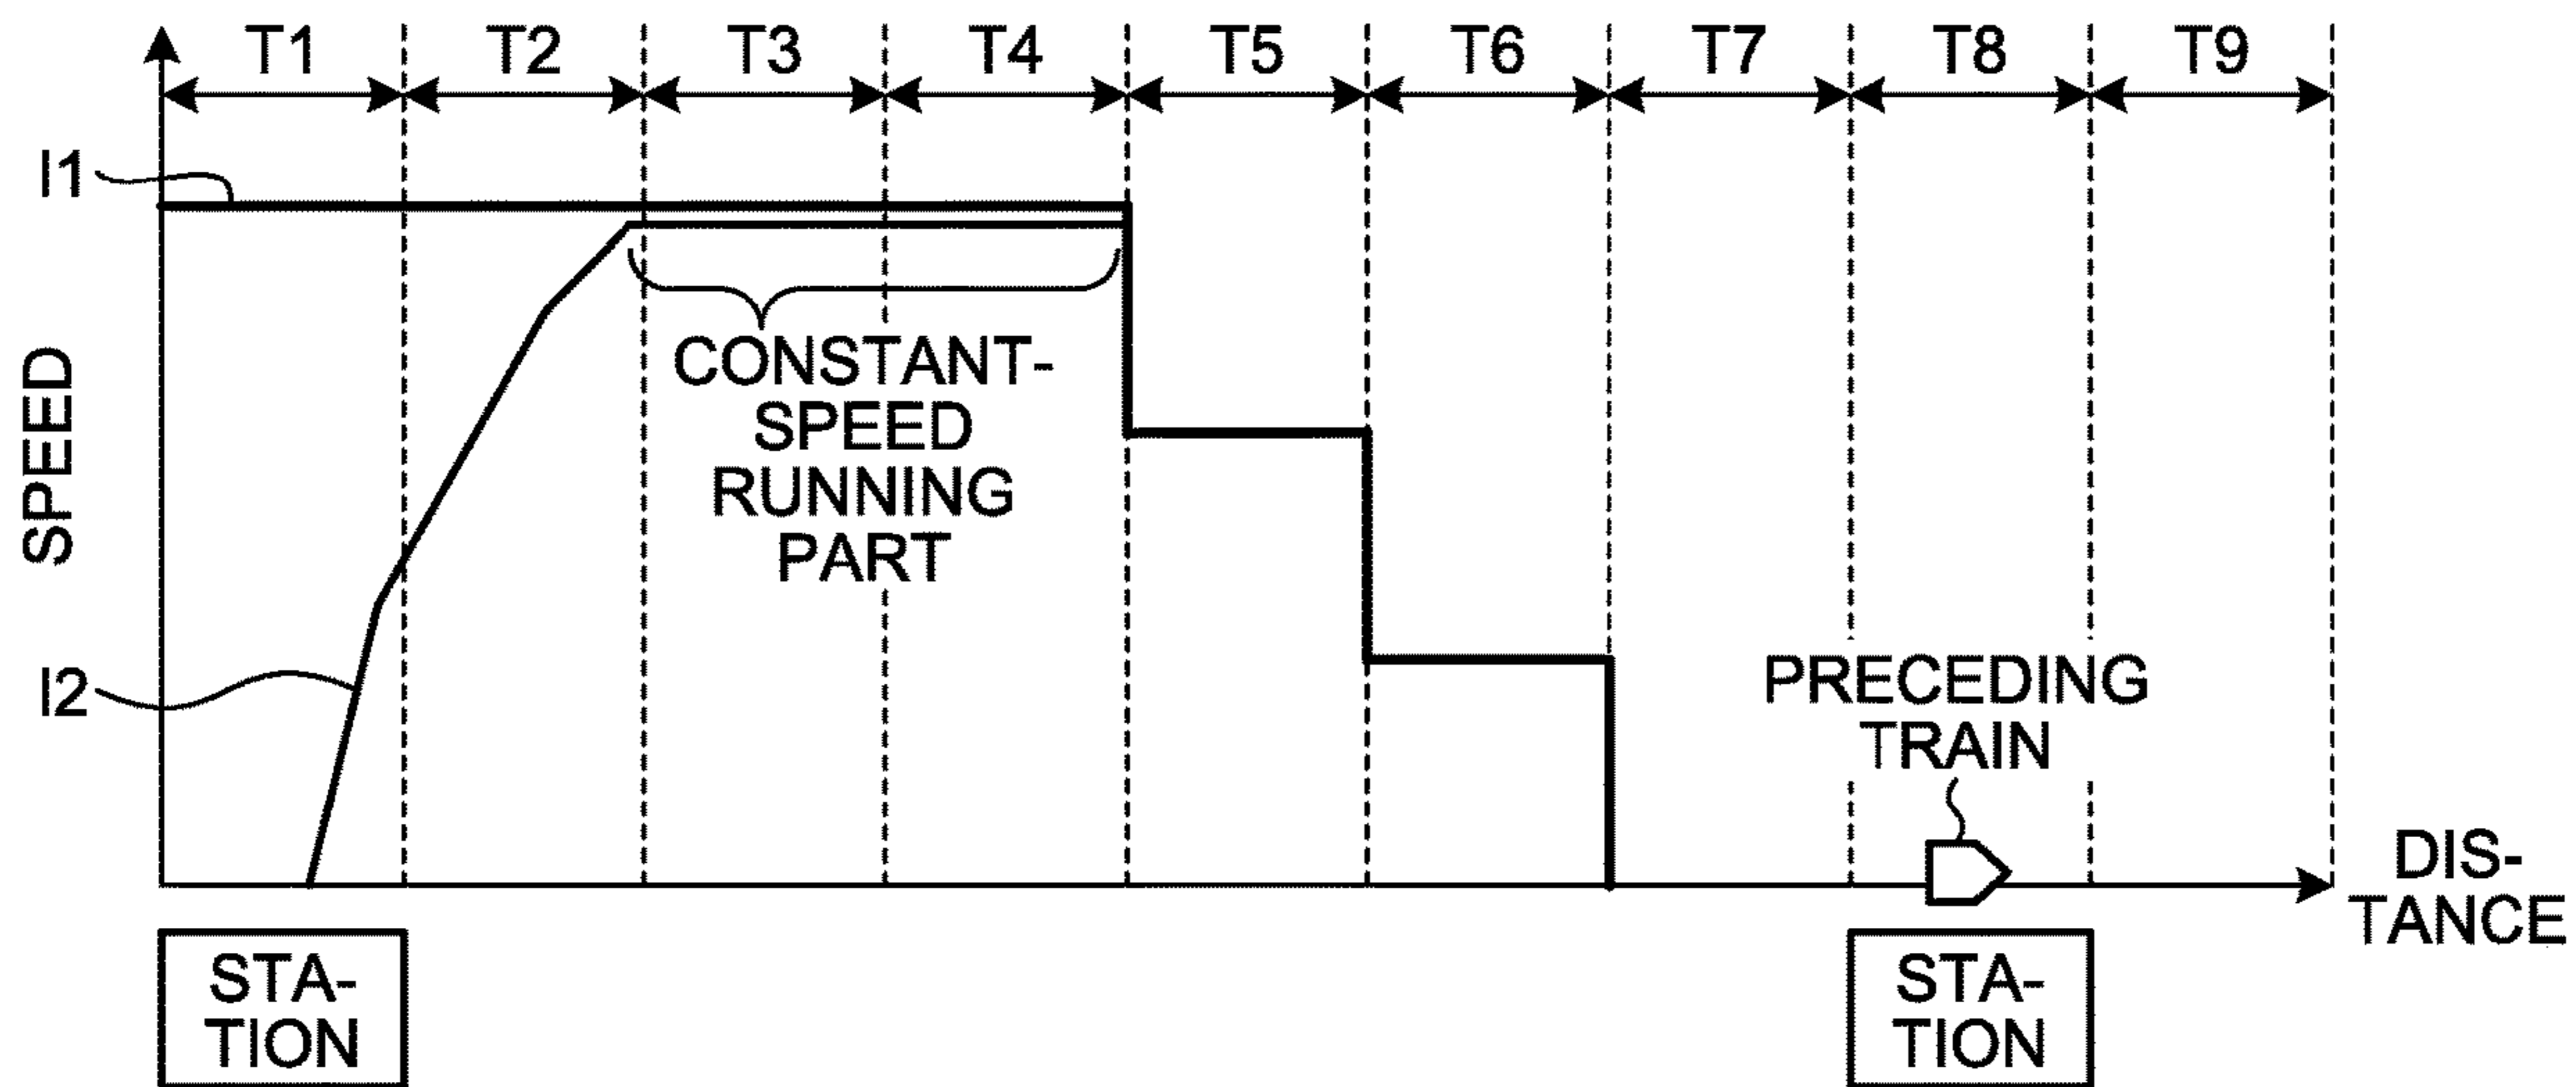 T1 T2 T3 T4 T5 T6 T7 T8 T9
I1
SPEED
CONSTANT-
SPEED
RUNNING
PART
I2
PRECEDING
TRAIN
DIS-
TANCE
STA-
TION
STA-
TION